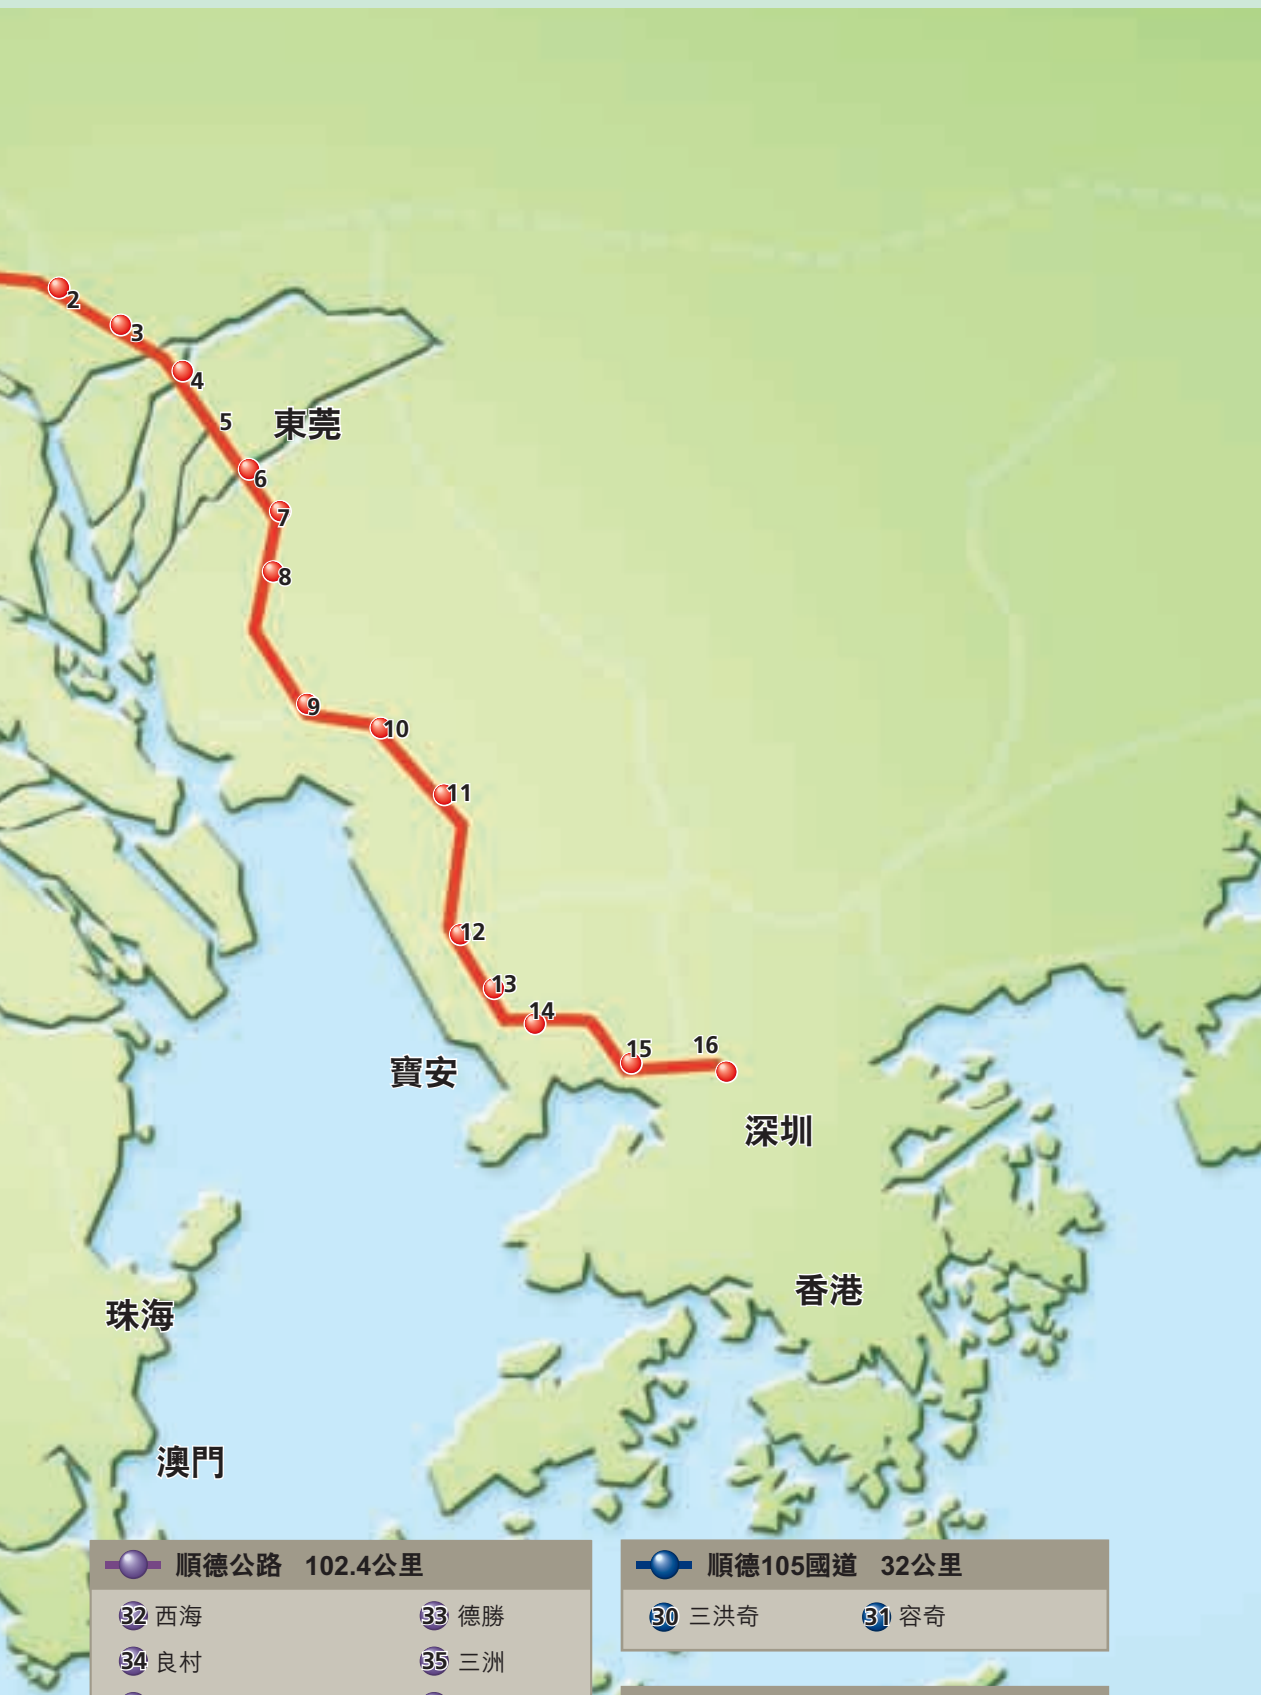 2
3
4
5
東莞
6
7
8
9
10
11
12
13
14
15
16
寶安
深圳
香港
珠海
澳門
順德公路 102.4公里
32 西海
33 德勝
34 良村
35 三洲
順德105國道 32公里
30 三洪奇
31 容奇